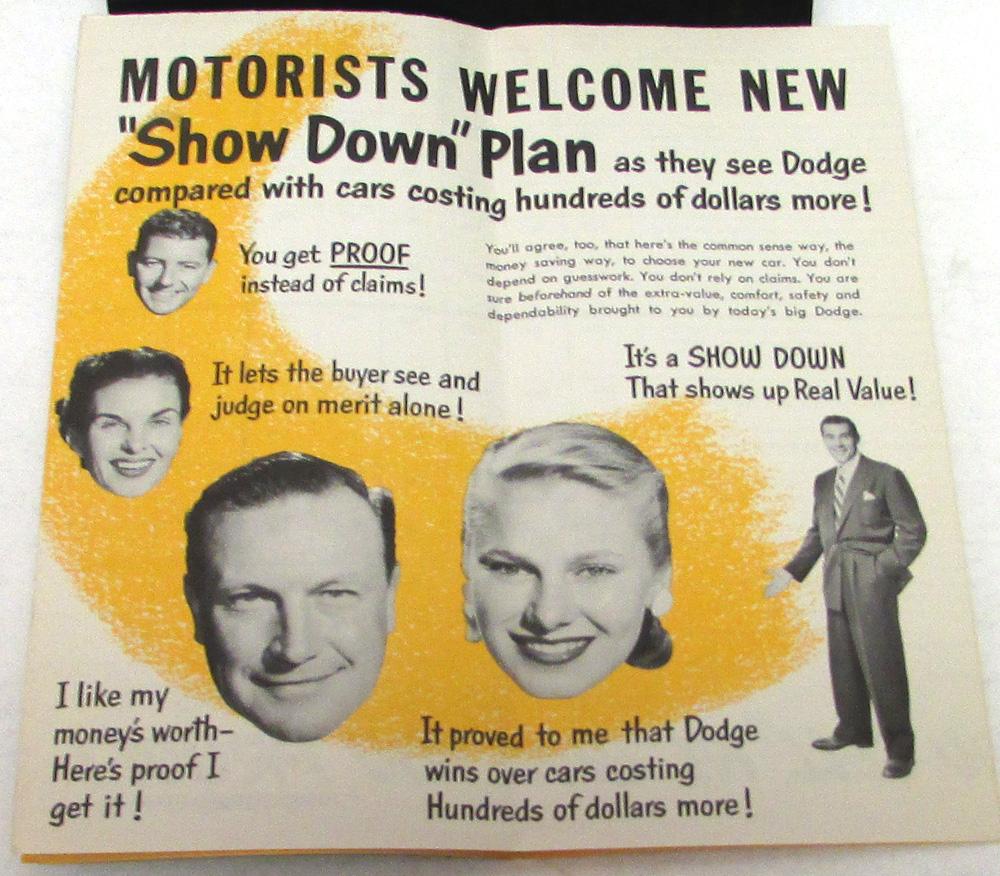 MOTORISTS WELCOME NEW
"Show Down" Plan as they see Dodge
compared with cars costing hundreds of dollars more!
You get PROOF
instead of claims!
You'll agree, too, that here's the common sense way, the
money saving way, to choose your new car. You don't
depend on guesswork. You don't rely on claims. You are
sure beforehand of the extra-value, comfort, safety and
dependability brought to you by today's big Dodge.
It's a SHOW DOWN
That shows up Real Value!
It lets the buyer see and
judge on merit alone!
I like my
money's worth-
Here's proof I
get it!
It proved to me that Dodge
wins over cars costing
Hundreds of dollars more!